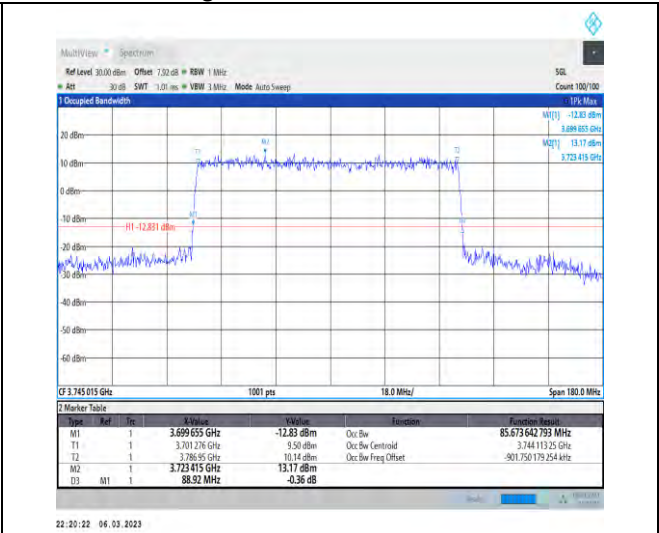 MultiView Spectrum
Ref Level 30.00 dBm Offset 7.92 dB RBW 1 MHz SGL
Att 30 dB SWT 1.01 ms VBW 3 MHz Mode Auto Sweep Count 100/100
1 Occupied Bandwidth 1Pk Max
M1[1] -12.83 dBm
3.699 655 GHz
M2[1] 13.17 dBm
3.723 415 GHz
20 dBm
M2
T1
T2
10 dBm
0 dBm
-10 dBm
M1
H1 -12.831 dBm
-20 dBm
-30 dBm
-40 dBm
-50 dBm
-60 dBm
CF 3.745 015 GHz 1001 pts 18.0 MHz/ Span 180.0 MHz
2 Marker Table
Type Ref Trc X-Value Y-Value Function Function Result
M1 1 3.699 655 GHz -12.83 dBm Occ Bw 85.673 642 793 MHz
T1 1 3.701 276 GHz 9.50 dBm Occ Bw Centroid 3.744 113 25 GHz
T2 1 3.786 95 GHz 10.14 dBm Occ Bw Freq Offset -901.750 179 254 kHz
M2 1 3.723 415 GHz 13.17 dBm
D3 M1 1 88.92 MHz -0.36 dB
22:20:22 06.03.2023